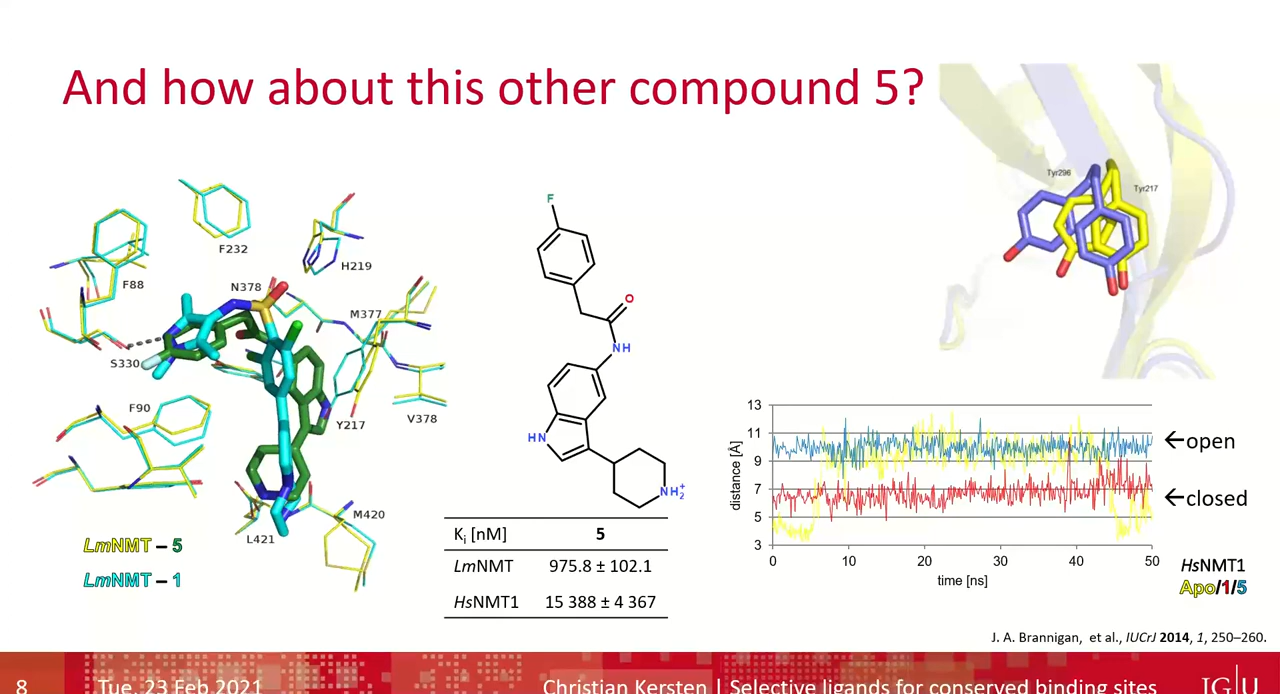 And how about this other compound 5?
Tyr296
Tyr217
F232
H219
F88
N378
M377
S330
F90
Y217
V378
M420
L421
LmNMT – 5
LmNMT – 1
F
O
NH
HN
NH2+
Ki [nM] 5
LmNMT 975.8 ± 102.1
HsNMT1 15 388 ± 4 367
distance [Å]
13
11
9
7
5
3
0 10 20 30 40 50
time [ns]
←open
←closed
HsNMT1
Apo/1/5
J. A. Brannigan, et al., IUCrJ 2014, 1, 250–260.
8 Tue, 23 Feb.2021 Christian Kersten | Selective ligands for conserved binding sites JG|U